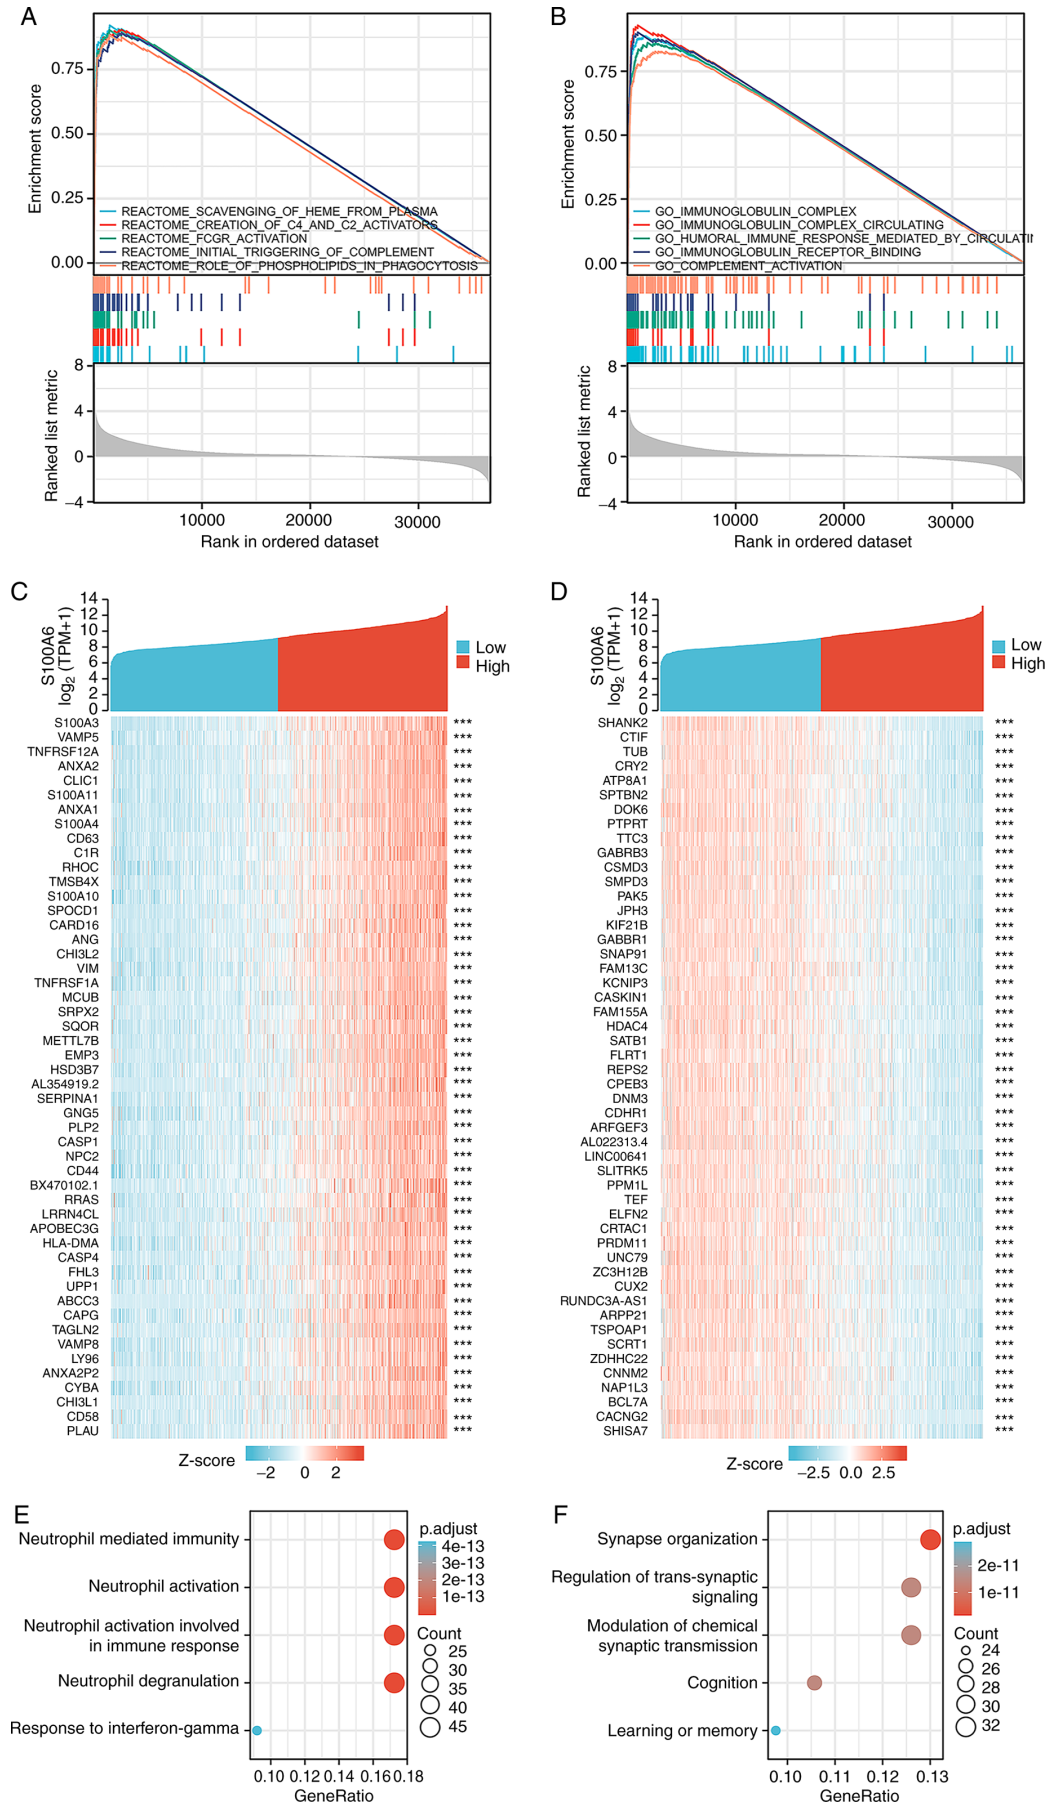 A
Enrichment score
0.75
0.50
0.25
0.00
REACTOME_SCAVENGING_OF_HEME_FROM_PLASMA
REACTOME_CREATION_OF_C4_AND_C2_ACTIVATORS
REACTOME_FCGR_ACTIVATION
REACTOME_INITIAL_TRIGGERING_OF_COMPLEMENT
REACTOME_ROLE_OF_PHOSPHOLIPIDS_IN_PHAGOCYTOSIS
Ranked list metric
8
4
0
−4
10000 20000 30000
Rank in ordered dataset
B
Enrichment score
0.75
0.50
0.25
0.00
GO_IMMUNOGLOBULIN_COMPLEX
GO_IMMUNOGLOBULIN_COMPLEX_CIRCULATING
GO_HUMORAL_IMMUNE_RESPONSE_MEDIATED_BY_CIRCULATI
GO_IMMUNOGLOBULIN_RECEPTOR_BINDING
GO_COMPLEMENT_ACTIVATION
Ranked list metric
8
4
0
−4
10000 20000 30000
Rank in ordered dataset
C
S100A6
log2 (TPM+1)
14
12
10
8
6
4
2
0
Low
High
S100A3 ***
VAMP5 ***
TNFRSF12A ***
ANXA2 ***
CLIC1 ***
S100A11 ***
ANXA1 ***
S100A4 ***
CD63 ***
C1R ***
RHOC ***
TMSB4X ***
S100A10 ***
SPOCD1 ***
CARD16 ***
ANG ***
CHI3L2 ***
VIM ***
TNFRSF1A ***
MCUB ***
SRPX2 ***
SQOR ***
METTL7B ***
EMP3 ***
HSD3B7 ***
AL354919.2 ***
SERPINA1 ***
GNG5 ***
PLP2 ***
CASP1 ***
NPC2 ***
CD44 ***
BX470102.1 ***
RRAS ***
LRRN4CL ***
APOBEC3G ***
HLA-DMA ***
CASP4 ***
FHL3 ***
UPP1 ***
ABCC3 ***
CAPG ***
TAGLN2 ***
VAMP8 ***
LY96 ***
ANXA2P2 ***
CYBA ***
CHI3L1 ***
CD58 ***
PLAU ***
Z-score
−2 0 2
D
S100A6
log2 (TPM+1)
14
12
10
8
6
4
2
0
Low
High
SHANK2 ***
CTIF ***
TUB ***
CRY2 ***
ATP8A1 ***
SPTBN2 ***
DOK6 ***
PTPRT ***
TTC3 ***
GABRB3 ***
CSMD3 ***
SMPD3 ***
PAK5 ***
JPH3 ***
KIF21B ***
GABBR1 ***
SNAP91 ***
FAM13C ***
KCNIP3 ***
CASKIN1 ***
FAM155A ***
HDAC4 ***
SATB1 ***
FLRT1 ***
REPS2 ***
CPEB3 ***
DNM3 ***
CDHR1 ***
ARFGEF3 ***
AL022313.4 ***
LINC00641 ***
SLITRK5 ***
PPM1L ***
TEF ***
ELFN2 ***
CRTAC1 ***
PRDM11 ***
UNC79 ***
ZC3H12B ***
CUX2 ***
RUNDC3A-AS1 ***
ARPP21 ***
TSPOAP1 ***
SCRT1 ***
ZDHHC22 ***
CNNM2 ***
NAP1L3 ***
BCL7A ***
CACNG2 ***
SHISA7 ***
Z-score
−2.5 0.0 2.5
E
Neutrophil mediated immunity
Neutrophil activation
Neutrophil activation involved
in immune response
Neutrophil degranulation
Response to interferon-gamma
0.10 0.12 0.14 0.16 0.18
GeneRatio
p.adjust
4e-13
3e-13
2e-13
1e-13
Count
25
30
35
40
45
F
Synapse organization
Regulation of trans-synaptic
signaling
Modulation of chemical
synaptic transmission
Cognition
Learning or memory
0.10 0.11 0.12 0.13
GeneRatio
p.adjust
2e-11
1e-11
Count
24
26
28
30
32